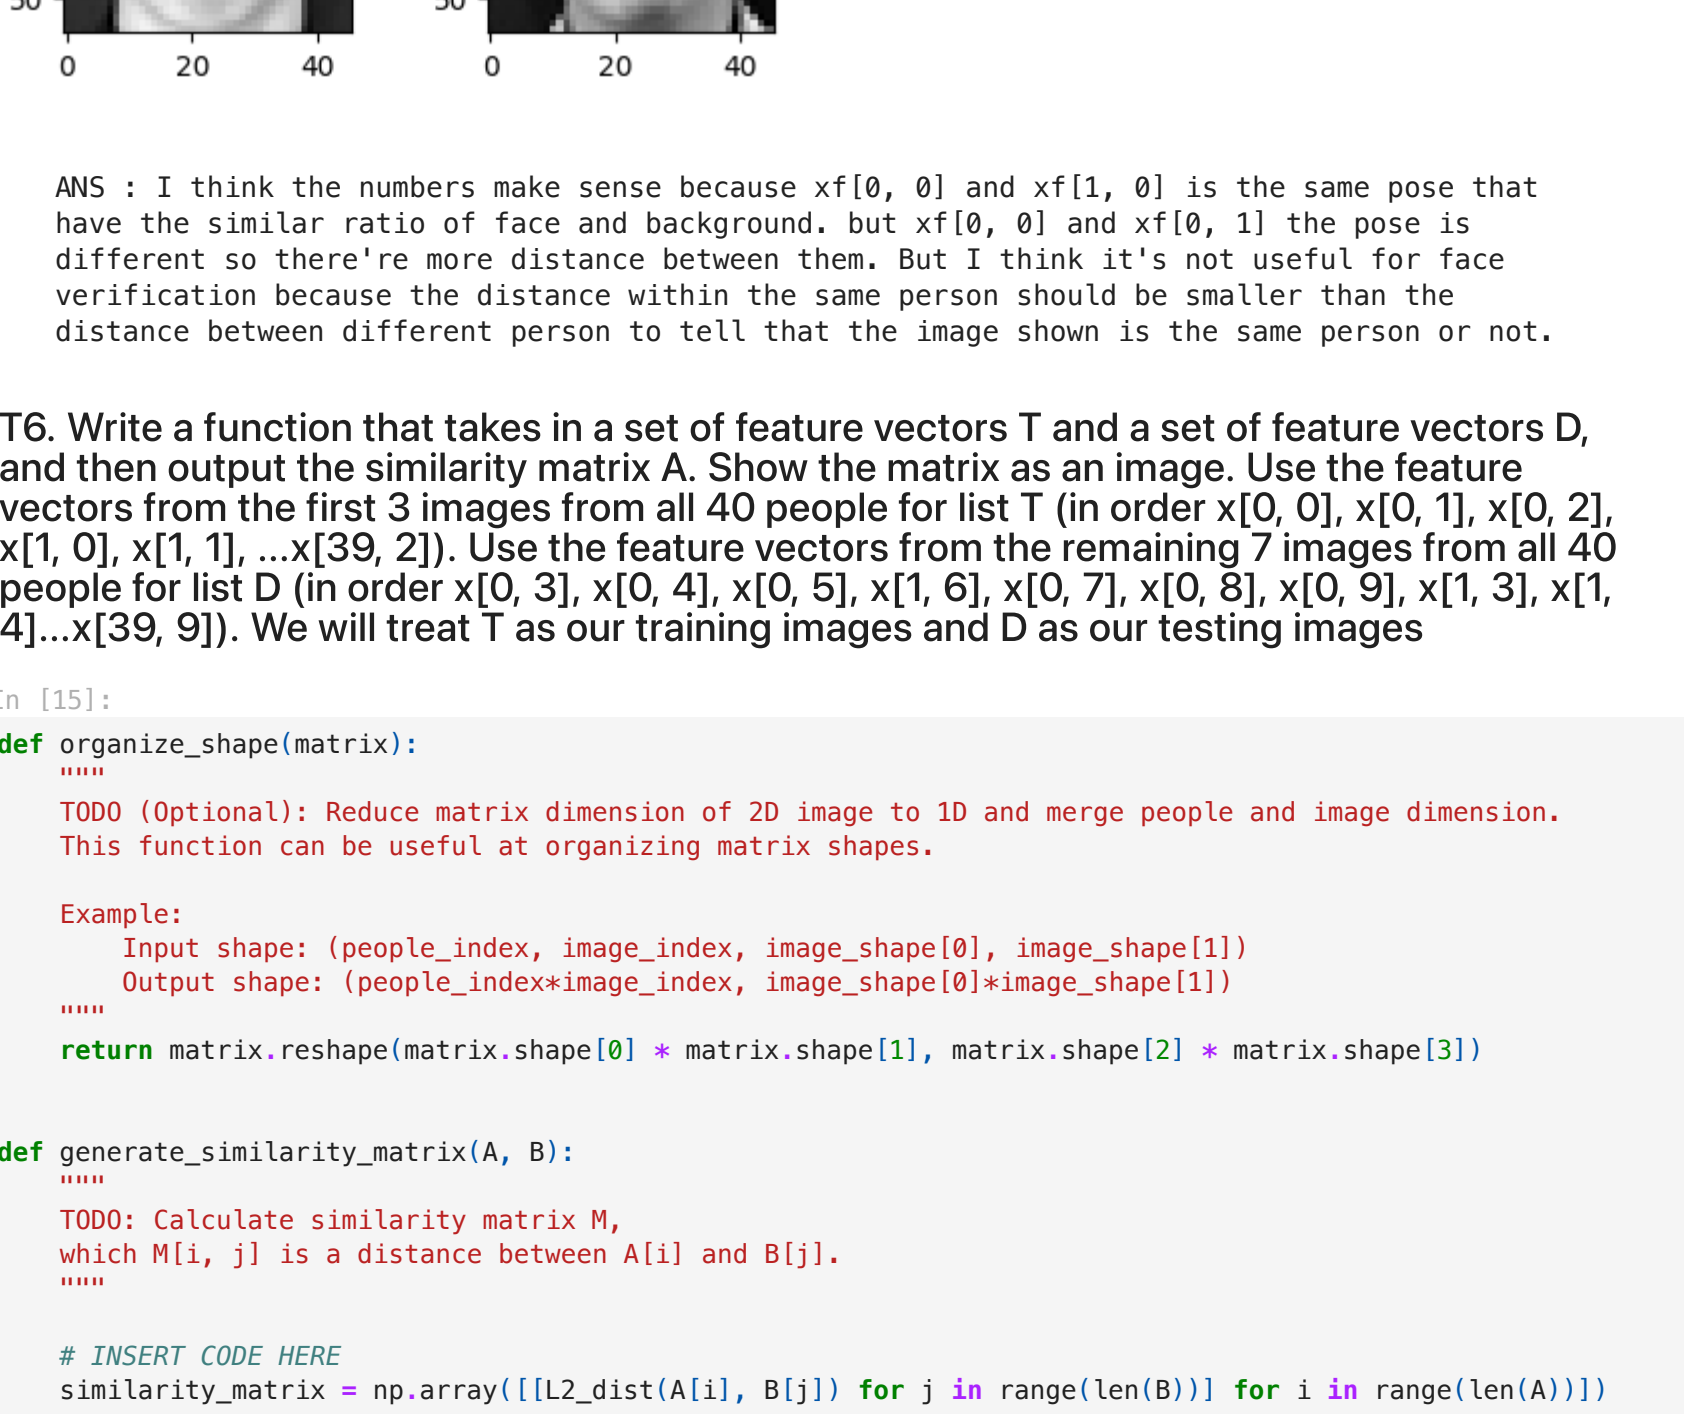 50 50
0 20 40 0 20 40
ANS : I think the numbers make sense because xf[0, 0] and xf[1, 0] is the same pose that
have the similar ratio of face and background. but xf[0, 0] and xf[0, 1] the pose is
different so there're more distance between them. But I think it's not useful for face
verification because the distance within the same person should be smaller than the
distance between different person to tell that the image shown is the same person or not.
T6. Write a function that takes in a set of feature vectors T and a set of feature vectors D,
and then output the similarity matrix A. Show the matrix as an image. Use the feature
vectors from the first 3 images from all 40 people for list T (in order x[0, 0], x[0, 1], x[0, 2],
x[1, 0], x[1, 1], ...x[39, 2]). Use the feature vectors from the remaining 7 images from all 40
people for list D (in order x[0, 3], x[0, 4], x[0, 5], x[1, 6], x[0, 7], x[0, 8], x[0, 9], x[1, 3], x[1,
4]...x[39, 9]). We will treat T as our training images and D as our testing images
In [15]:
def organize_shape(matrix):
    """
    TODO (Optional): Reduce matrix dimension of 2D image to 1D and merge people and image dimension.
    This function can be useful at organizing matrix shapes.
    Example:
        Input shape: (people_index, image_index, image_shape[0], image_shape[1])
        Output shape: (people_index*image_index, image_shape[0]*image_shape[1])
    """
    return matrix.reshape(matrix.shape[0] * matrix.shape[1], matrix.shape[2] * matrix.shape[3])
def generate_similarity_matrix(A, B):
    """
    TODO: Calculate similarity matrix M,
    which M[i, j] is a distance between A[i] and B[j].
    """
    # INSERT CODE HERE
    similarity_matrix = np.array([[L2_dist(A[i], B[j]) for j in range(len(B))] for i in range(len(A))])